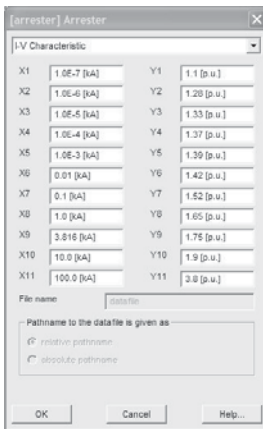 [arrester] Arrester
I-V Characteristic
X1 1.0E-7 [kA] Y1 1.1 [p.u.]
X2 1.0E-6 [kA] Y2 1.28 [p.u.]
X3 1.0E-5 [kA] Y3 1.33 [p.u.]
X4 1.0E-4 [kA] Y4 1.37 [p.u.]
X5 1.0E-3 [kA] Y5 1.39 [p.u.]
X6 0.01 [kA] Y6 1.42 [p.u.]
X7 0.1 [kA] Y7 1.52 [p.u.]
X8 1.0 [kA] Y8 1.65 [p.u.]
X9 3.816 [kA] Y9 1.75 [p.u.]
X10 10.0 [kA] Y10 1.9 [p.u.]
X11 100.0 [kA] Y11 3.8 [p.u.]
File name datafile
Pathname to the datafile is given as
relative pathname
absolute pathname
OK Cancel Help...